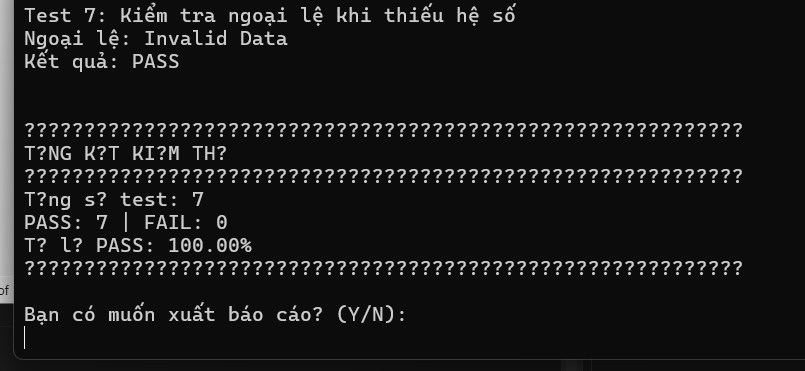 Test 7: Kiểm tra ngoại lệ khi thiếu hệ số
Ngoại lệ: Invalid Data
Kết quả: PASS
????????????????????????????????????????????????????????????
T?NG K?T KI?M TH?
????????????????????????????????????????????????????????????
T?ng s? test: 7
PASS: 7 | FAIL: 0
T? l? PASS: 100.00%
????????????????????????????????????????????????????????????
of
Bạn có muốn xuất báo cáo? (Y/N):